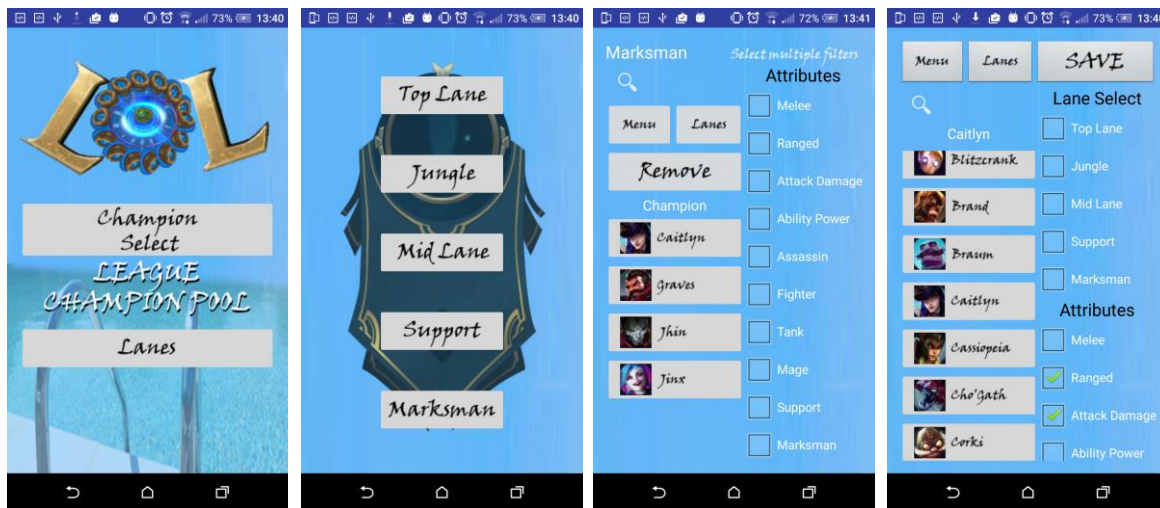 73% 13:40
LOL
Champion
Select
LEAGUE
CHAMPION POOL
Lanes
73% 13:40
Top Lane
Jungle
Mid Lane
Support
Marksman
72% 13:41
Marksman
Select multiple filters
Attributes
Menu
Lanes
Remove
Champion
Caitlyn
Graves
Jhin
Jinx
Melee
Ranged
Attack Damage
Ability Power
Assassin
Fighter
Tank
Mage
Support
Marksman
73% 13:40
Menu
Lanes
SAVE
Caitlyn
Blitzcrank
Brand
Braum
Caitlyn
Cassiopeia
Cho'Gath
Corki
Lane Select
Top Lane
Jungle
Mid Lane
Support
Marksman
Attributes
Melee
Ranged
Attack Damage
Ability Power